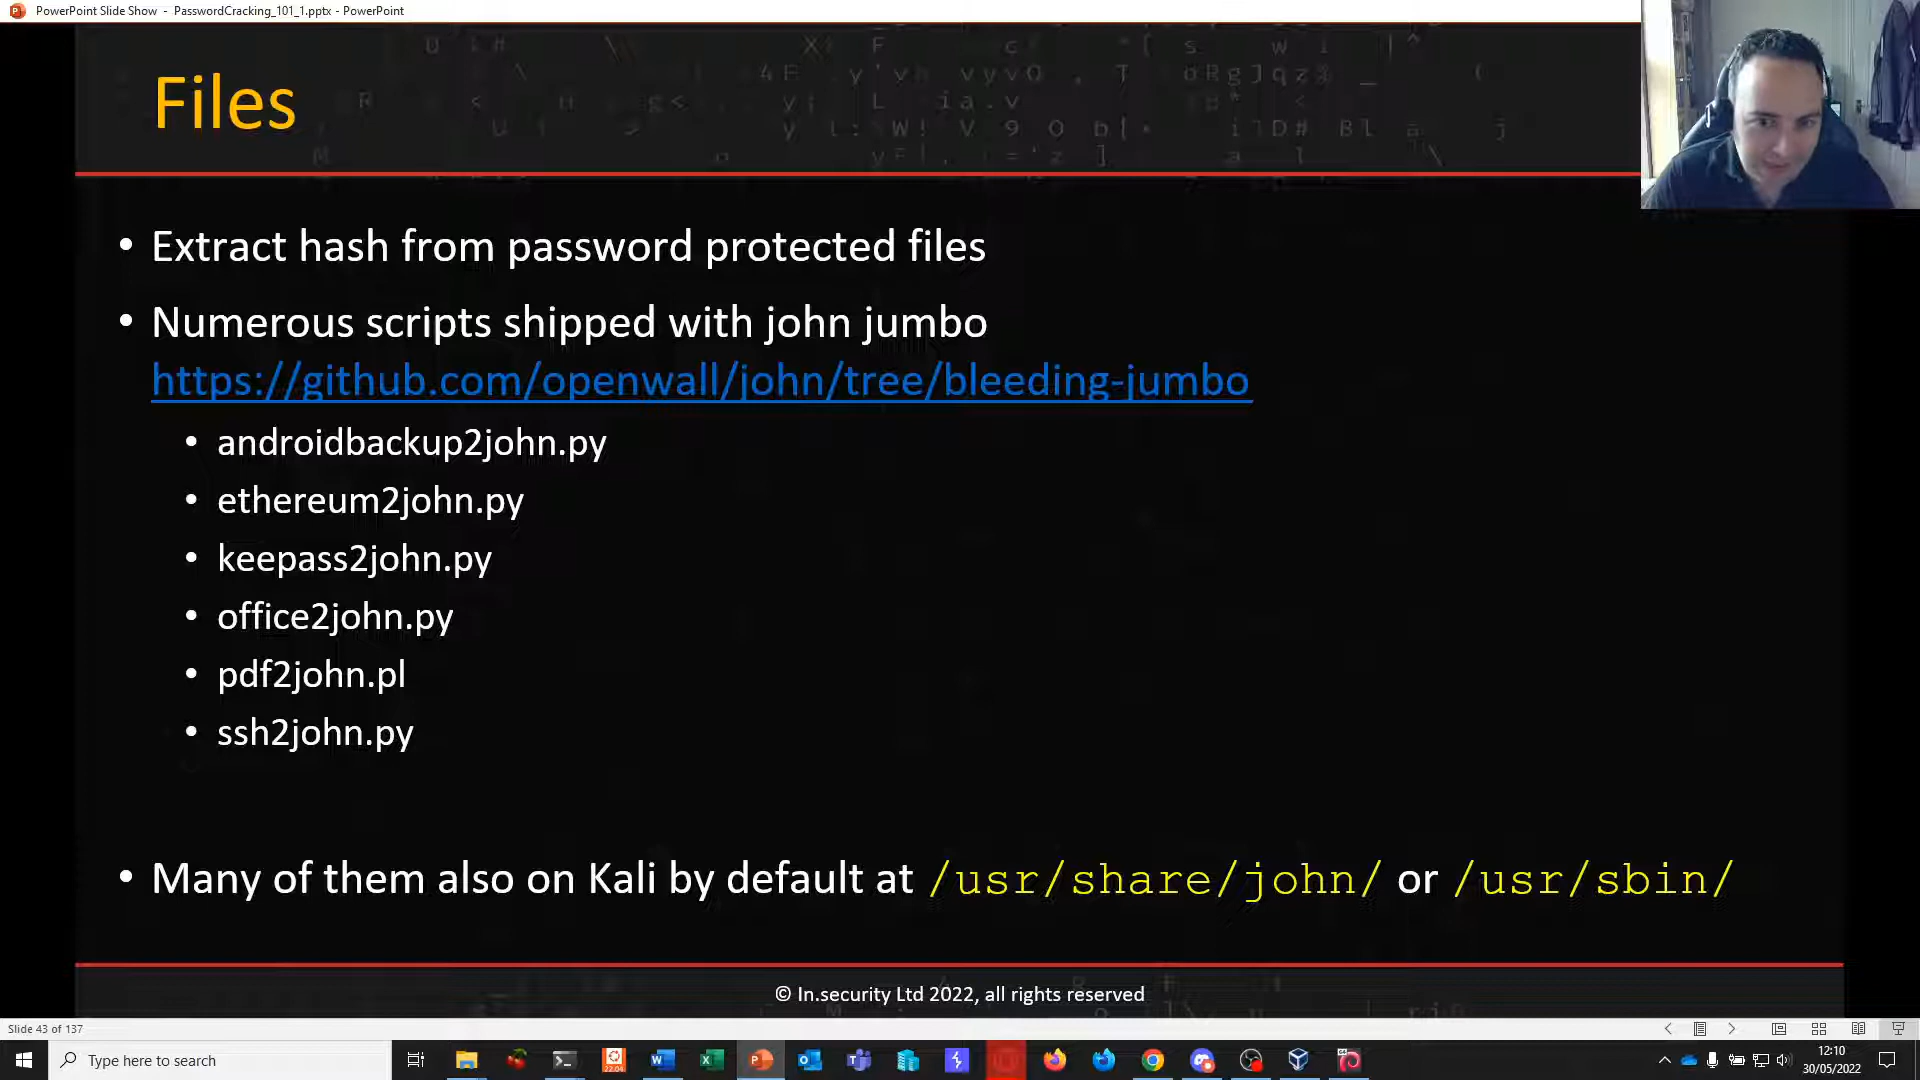 PowerPoint Slide Show - PasswordCracking_101_1.pptx - PowerPoint
Files
• Extract hash from password protected files
• Numerous scripts shipped with john jumbo
https://github.com/openwall/john/tree/bleeding-jumbo
• androidbackup2john.py
• ethereum2john.py
• keepass2john.py
• office2john.py
• pdf2john.pl
• ssh2john.py
• Many of them also on Kali by default at /usr/share/john/ or /usr/sbin/
© In.security Ltd 2022, all rights reserved
Slide 43 of 137
Type here to search
22.04
12:10
30/05/2022